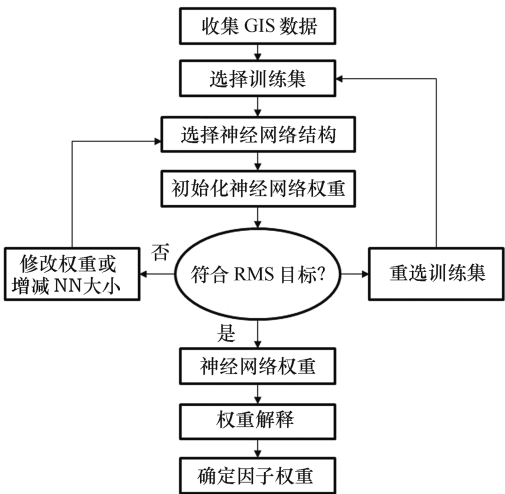 收集 GIS 数据
选择训练集
选择神经网络结构
初始化神经网络权重
否
修改权重或
增减 NN大小
符合 RMS 目标?
重选训练集
是
神经网络权重
权重解释
确定因子权重